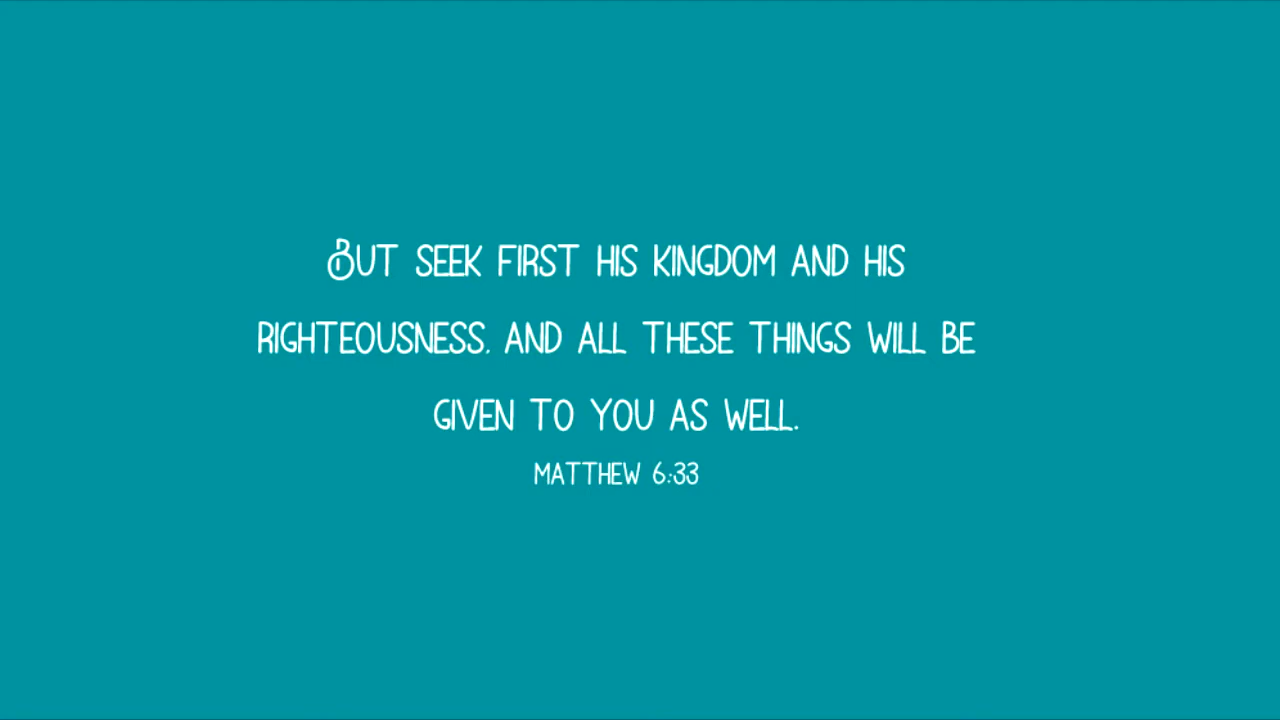 But seek first his kingdom and his
righteousness, and all these things will be
given to you as well.
Matthew 6:33